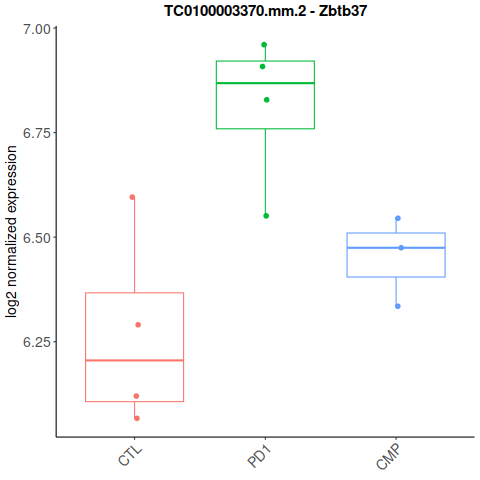 TC0100003370.mm.2 - Zbtb37
log2 normalized expression
7.00
6.75
6.50
6.25
CTL
PD1
CMP